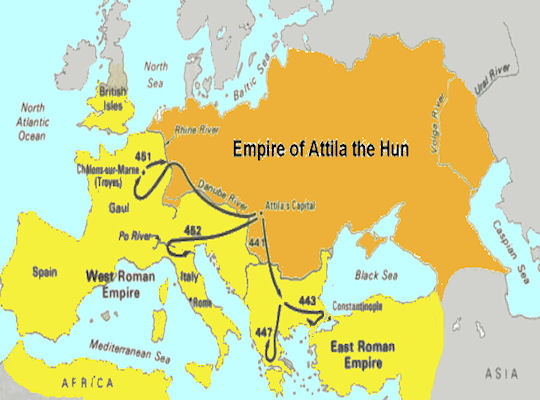 North
Sea
Baltic Sea
British
Isles
North
Atlantic
Ocean
Ural River
Volga River
Rhine River
Empire of Attila the Hun
451
Châlons-sur-Marne
(Troyes)
Danube River
Attila's Capital
Gaul
Po River
452
441
Caspian Sea
Spain
West Roman
Empire
Italy
Rome
Black Sea
443
Constantinople
447
Mediterranean Sea
East Roman
Empire
AFRICA
ASIA